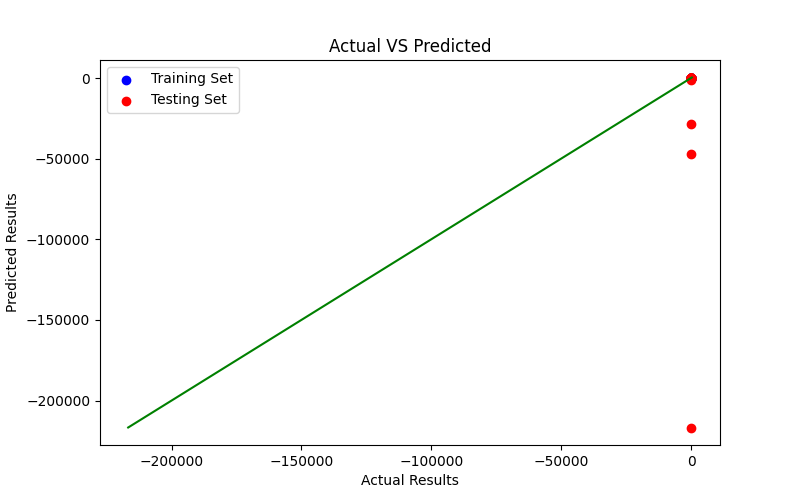 Actual VS Predicted
Training Set
Testing Set
Predicted Results
0
−50000
−100000
−150000
−200000
−200000 −150000 −100000 −50000 0
Actual Results